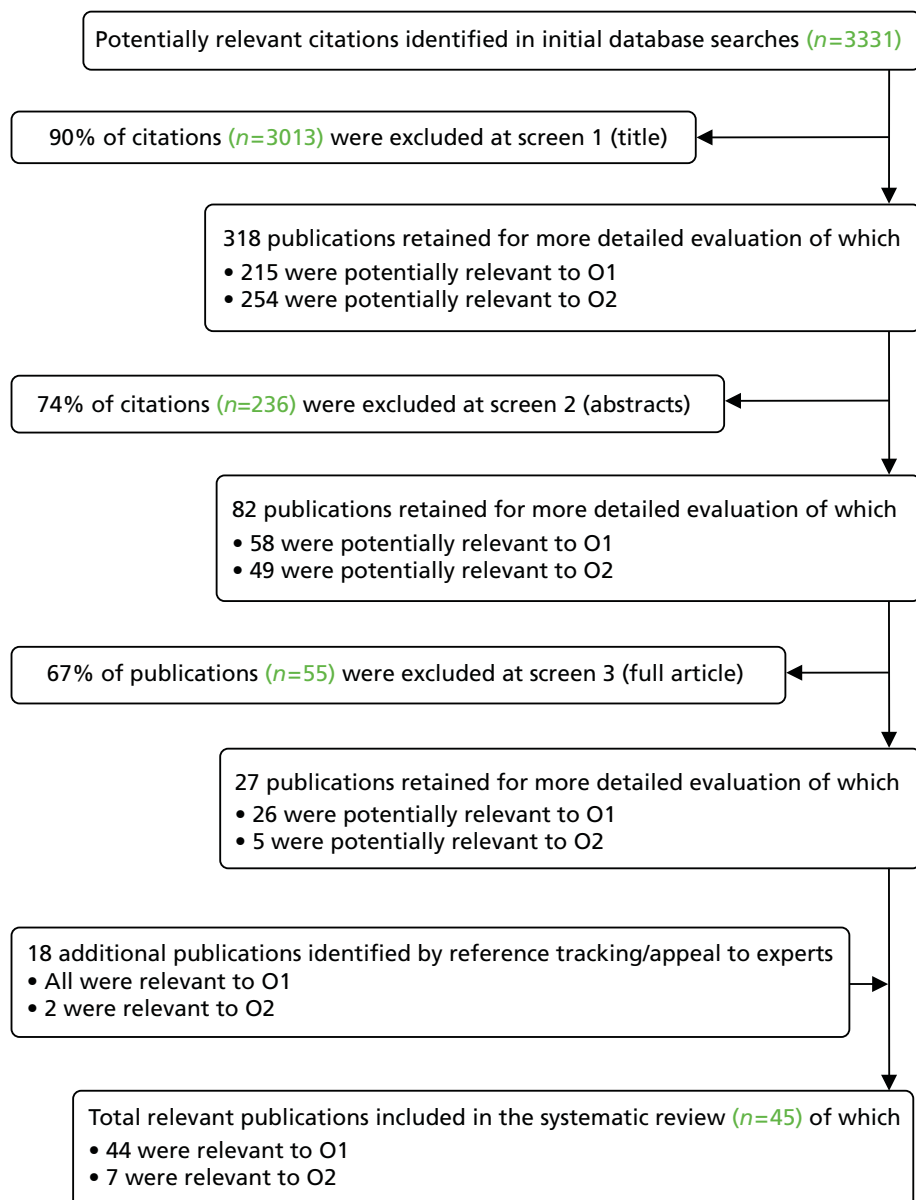 Potentially relevant citations identified in initial database searches (n=3331)
90% of citations (n=3013) were excluded at screen 1 (title)
318 publications retained for more detailed evaluation of which
• 215 were potentially relevant to O1
• 254 were potentially relevant to O2
74% of citations (n=236) were excluded at screen 2 (abstracts)
82 publications retained for more detailed evaluation of which
• 58 were potentially relevant to O1
• 49 were potentially relevant to O2
67% of publications (n=55) were excluded at screen 3 (full article)
27 publications retained for more detailed evaluation of which
• 26 were potentially relevant to O1
• 5 were potentially relevant to O2
18 additional publications identified by reference tracking/appeal to experts
• All were relevant to O1
• 2 were relevant to O2
Total relevant publications included in the systematic review (n=45) of which
• 44 were relevant to O1
• 7 were relevant to O2